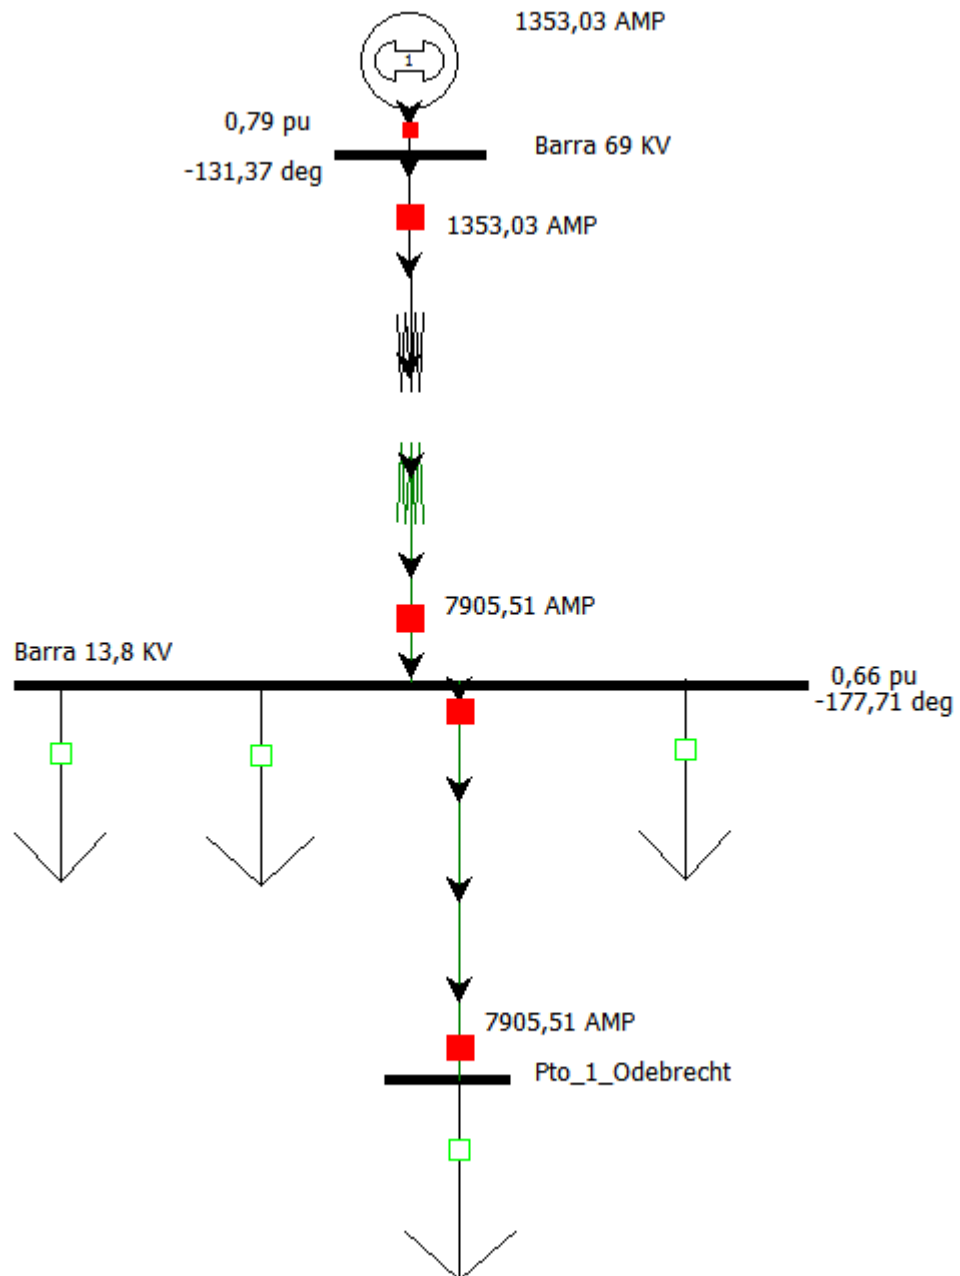 1353,03 AMP
1
0,79 pu
Barra 69 KV
-131,37 deg
1353,03 AMP
7905,51 AMP
Barra 13,8 KV
0,66 pu
-177,71 deg
7905,51 AMP
Pto_1_Odebrecht